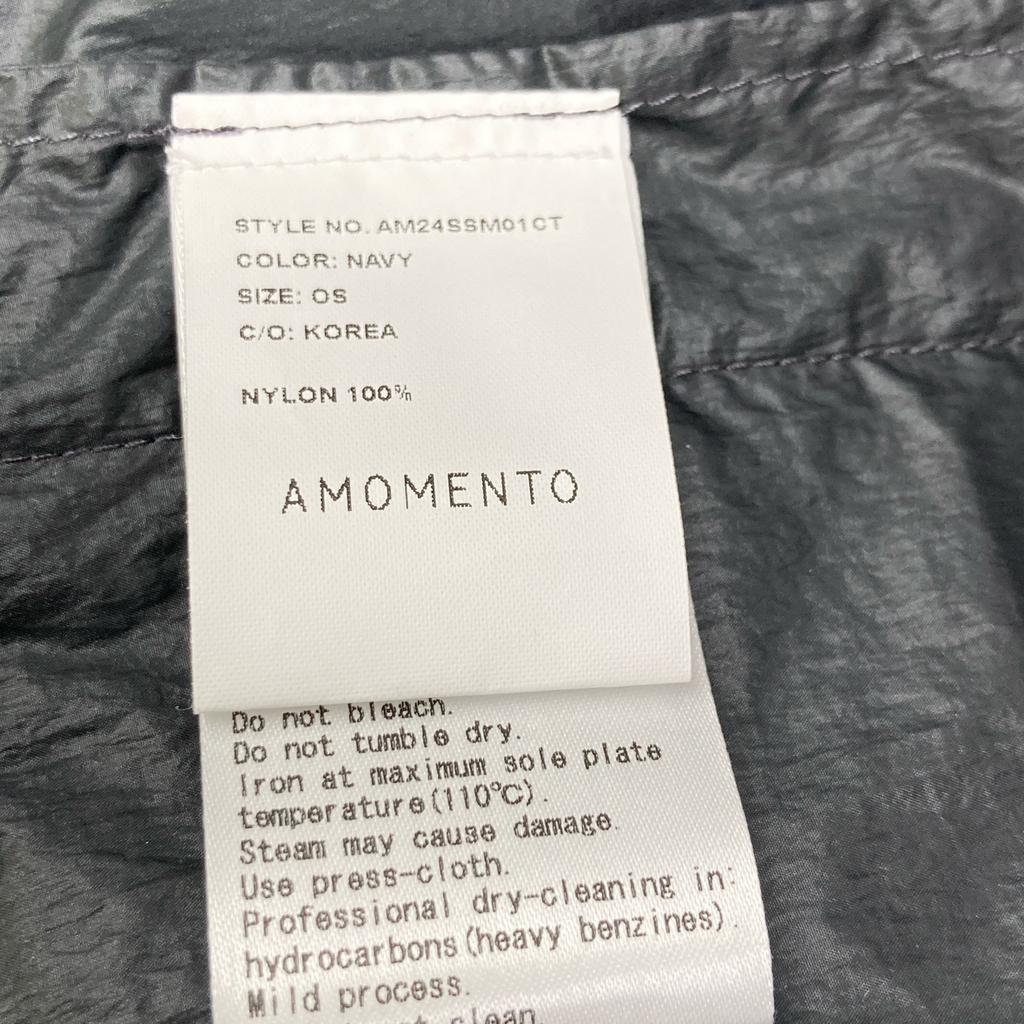 STYLE NO. AM24SSM01CT
COLOR: NAVY
SIZE: OS
C/O: KOREA
NYLON 100%
AMOMENTO
Do not bleach.
Do not tumble dry.
Iron at maximum sole plate
temperature(110℃).
Steam may cause damage.
Use press-cloth.
Professional dry-cleaning in:
hydrocarbons(heavy benzines).
Mild process.
clean